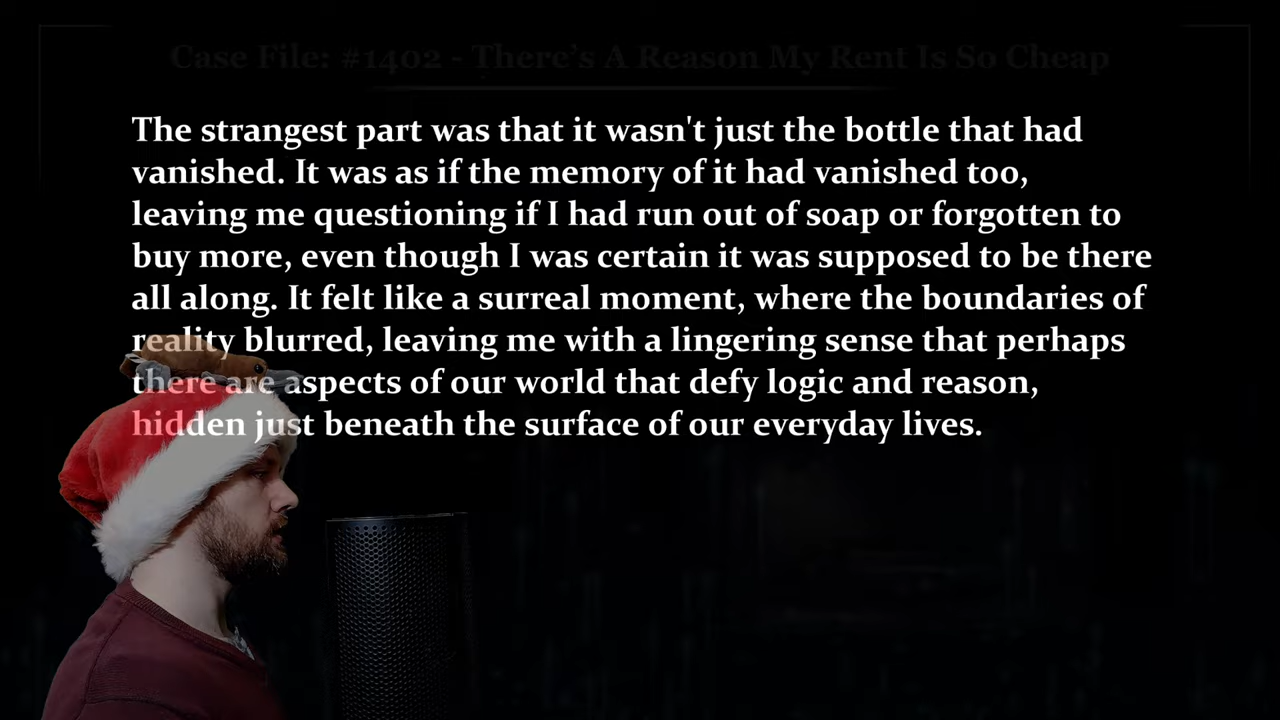 Case File: #1402 - There's A Reason My Rent Is So Cheap
The strangest part was that it wasn't just the bottle that had
vanished. It was as if the memory of it had vanished too,
leaving me questioning if I had run out of soap or forgotten to
buy more, even though I was certain it was supposed to be there
all along. It felt like a surreal moment, where the boundaries of
reality blurred, leaving me with a lingering sense that perhaps
there are aspects of our world that defy logic and reason,
hidden just beneath the surface of our everyday lives.